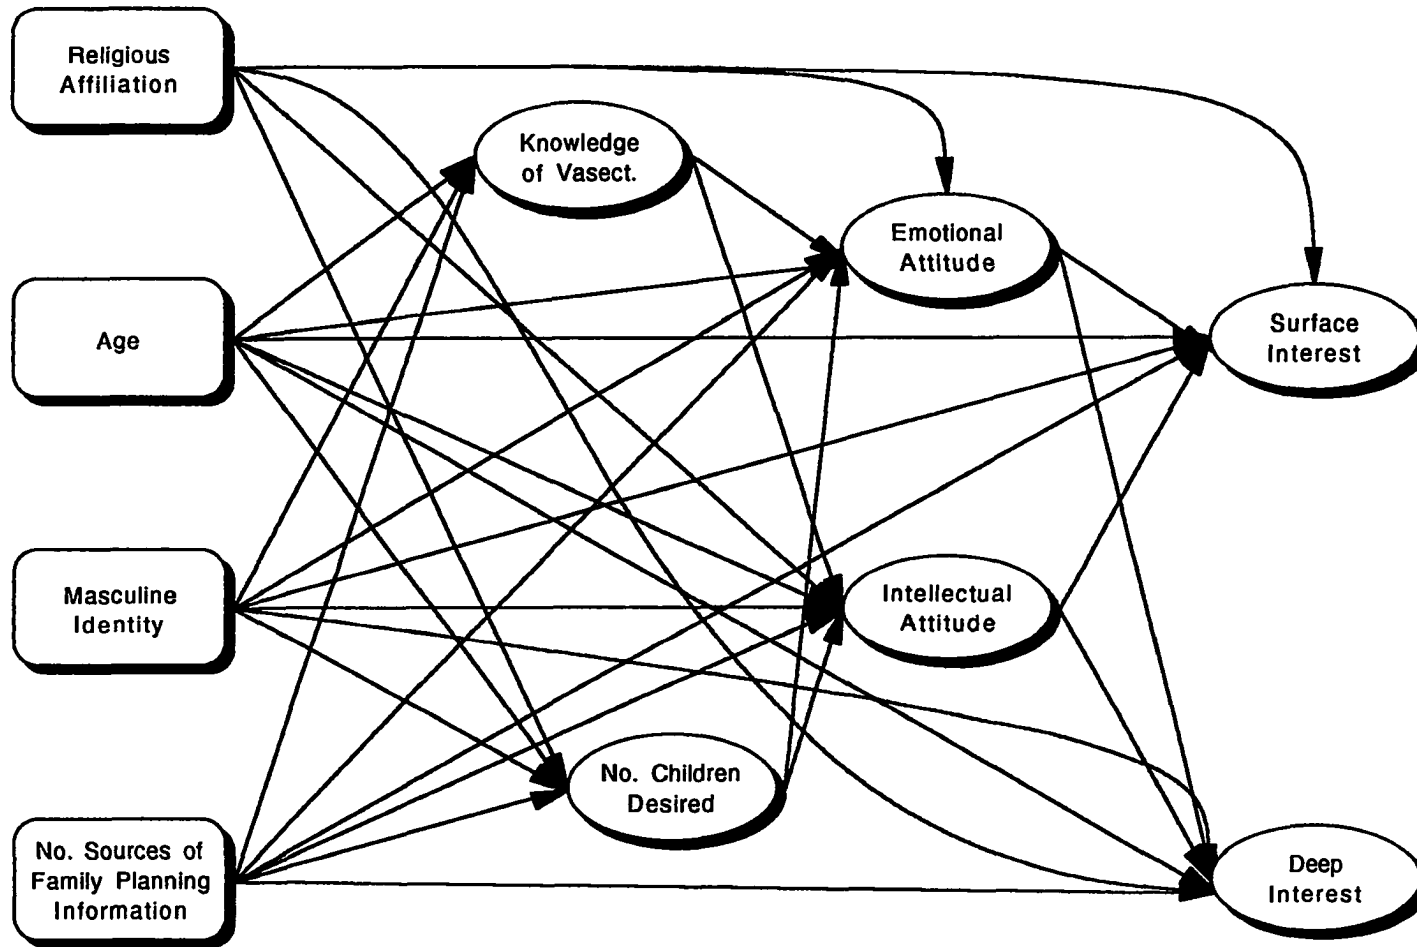 Religious
Affiliation
Knowledge
of Vasect.
Emotional
Attitude
Age
Surface
Interest
Masculine
Identity
Intellectual
Attitude
No. Children
Desired
No. Sources of
Family Planning
Information
Deep
Interest